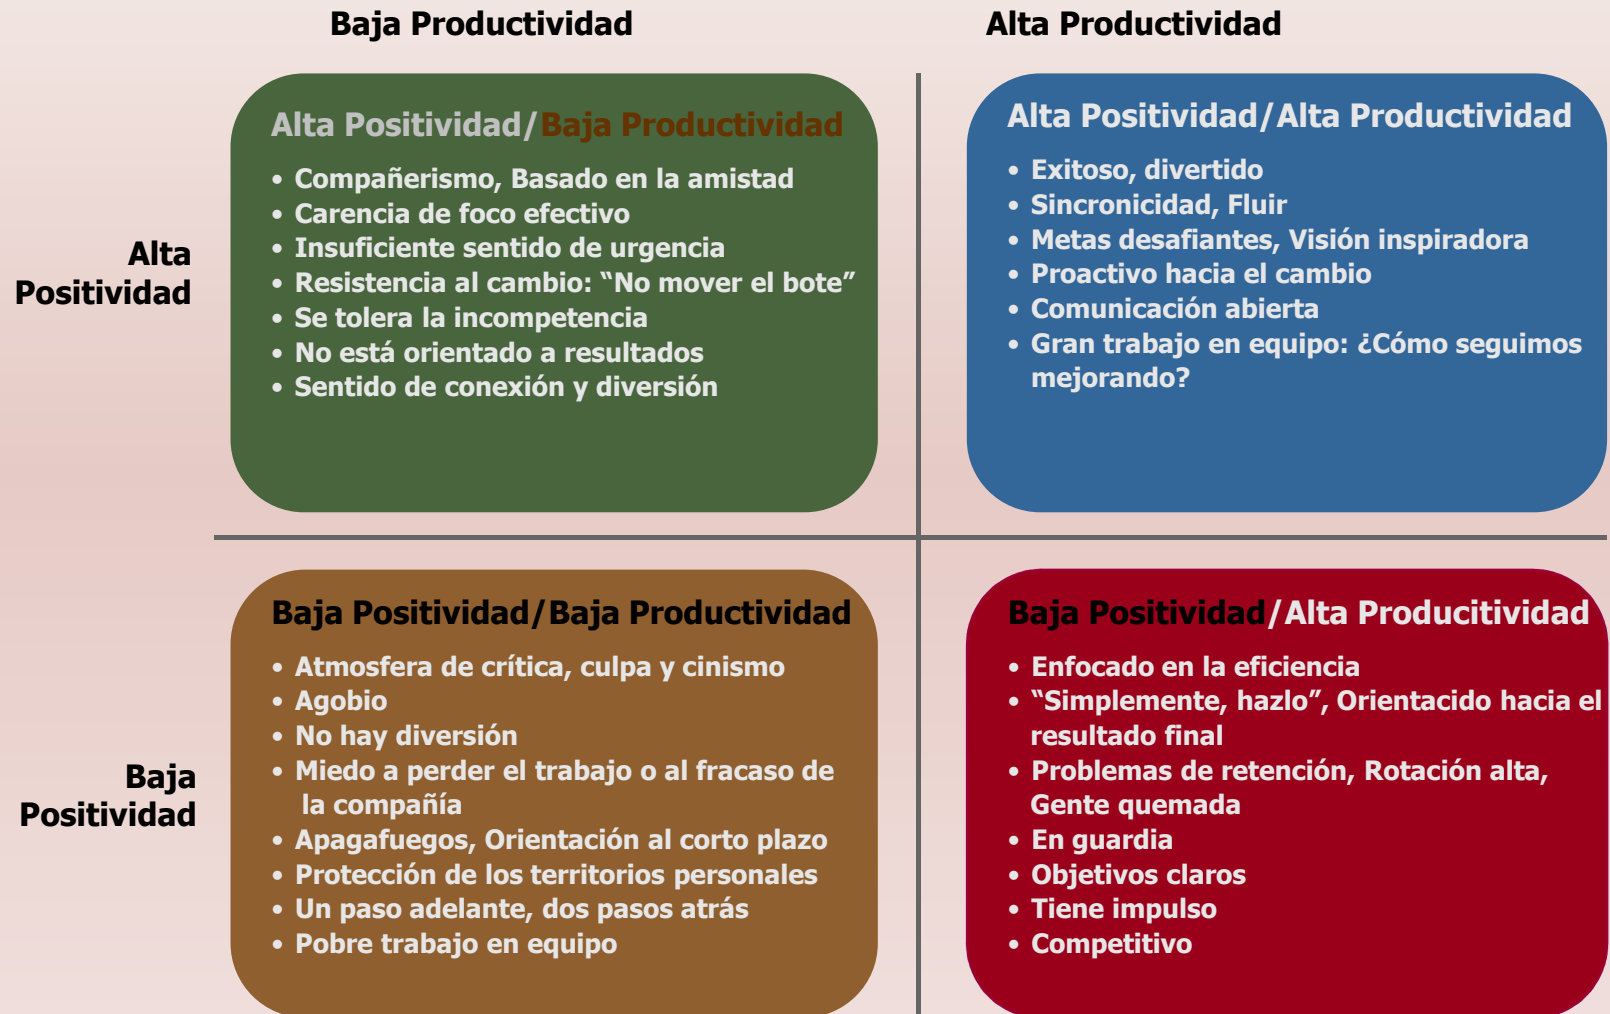 Baja Productividad
Alta Productividad
Alta
Positividad
Alta Positividad/Baja Productividad
• Compañerismo, Basado en la amistad
• Carencia de foco efectivo
• Insuficiente sentido de urgencia
• Resistencia al cambio: “No mover el bote”
• Se tolera la incompetencia
• No está orientado a resultados
• Sentido de conexión y diversión
Alta Positividad/Alta Productividad
• Exitoso, divertido
• Sincronicidad, Fluir
• Metas desafiantes, Visión inspiradora
• Proactivo hacia el cambio
• Comunicación abierta
• Gran trabajo en equipo: ¿Cómo seguimos
mejorando?
Baja
Positividad
Baja Positividad/Baja Productividad
• Atmosfera de crítica, culpa y cinismo
• Agobio
• No hay diversión
• Miedo a perder el trabajo o al fracaso de
la compañía
• Apagafuegos, Orientación al corto plazo
• Protección de los territorios personales
• Un paso adelante, dos pasos atrás
• Pobre trabajo en equipo
Baja Positividad/Alta Producitividad
• Enfocado en la eficiencia
• “Simplemente, hazlo”, Orientacido hacia el
resultado final
• Problemas de retención, Rotación alta,
Gente quemada
• En guardia
• Objetivos claros
• Tiene impulso
• Competitivo